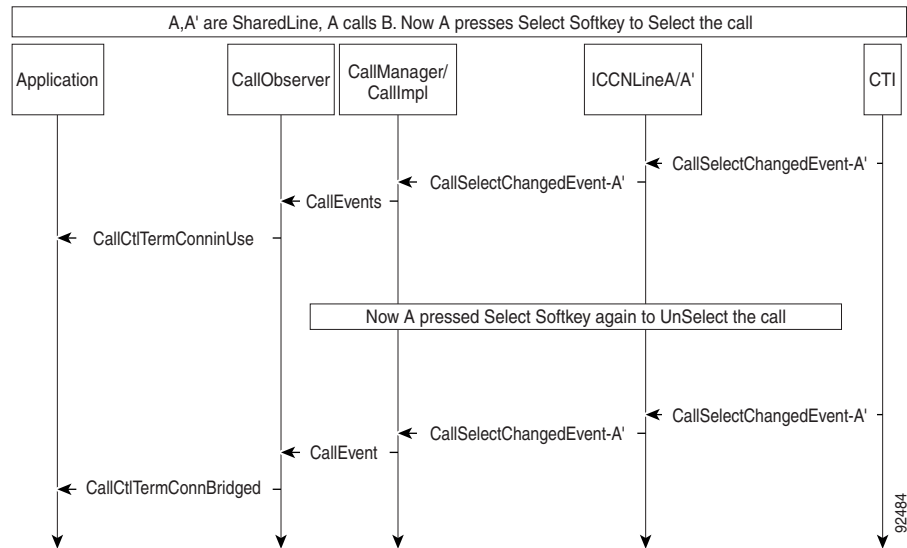 A,A' are SharedLine, A calls B. Now A presses Select Softkey to Select the call
Application
CallObserver
CallManager/
CallImpl
ICCNLineA/A'
CTI
CallSelectChangedEvent-A'
CallSelectChangedEvent-A'
CallEvents
CallCtlTermConninUse
Now A pressed Select Softkey again to UnSelect the call
CallSelectChangedEvent-A'
CallSelectChangedEvent-A'
CallEvent
CallCtlTermConnBridged
92484